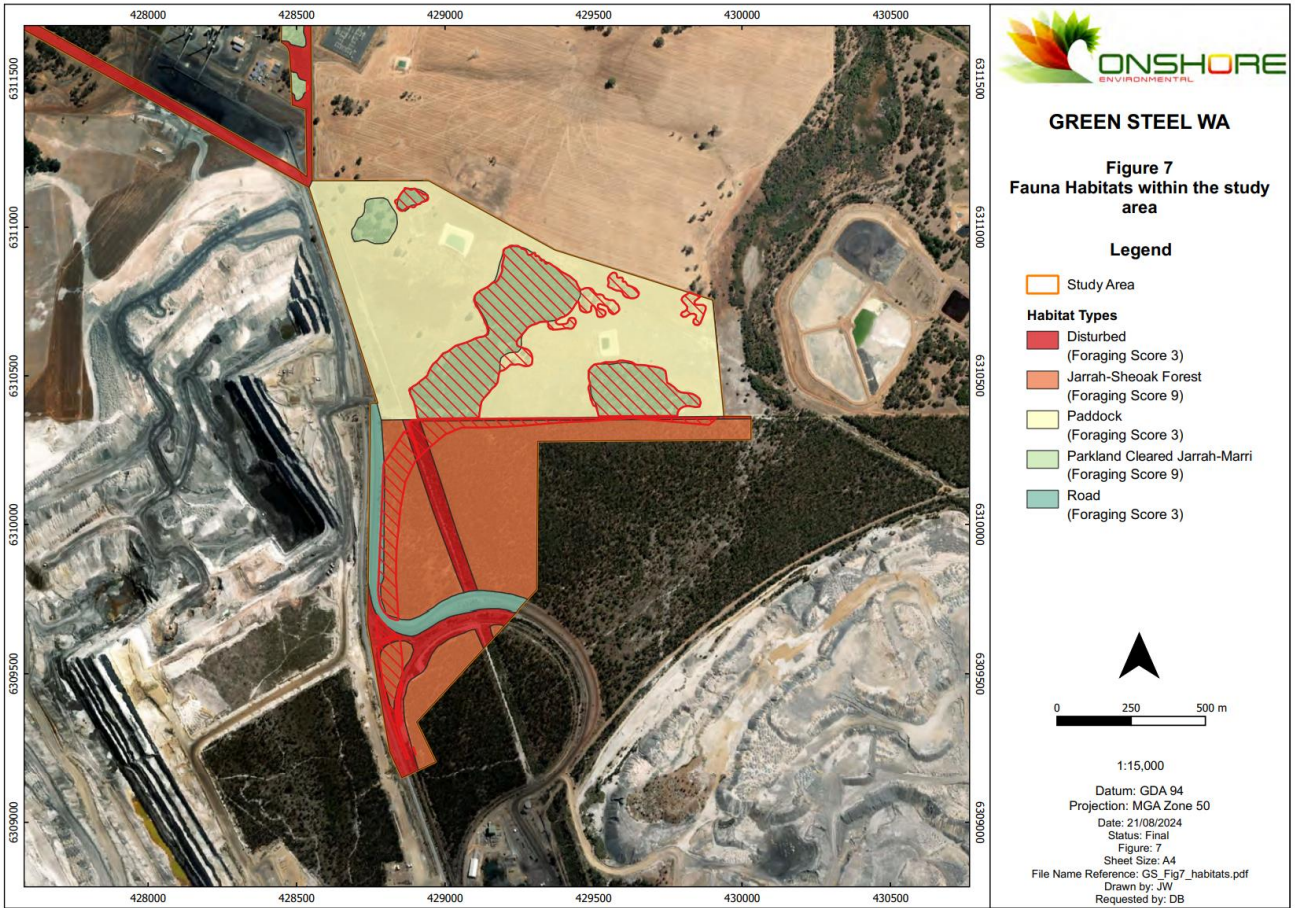 428000 428500 429000 429500 430000 430500
6311500
6311000
6310500
6310000
6309500
6309000
6311500
6311000
6310500
6310000
6309500
6309000
428000 428500 429000 429500 430000 430500
ONSHORE
ENVIRONMENTAL
GREEN STEEL WA
Figure 7
Fauna Habitats within the study
area
Legend
Study Area
Habitat Types
Disturbed
(Foraging Score 3)
Jarrah-Sheoak Forest
(Foraging Score 9)
Paddock
(Foraging Score 3)
Parkland Cleared Jarrah-Marri
(Foraging Score 9)
Road
(Foraging Score 3)
0 250 500 m
1:15,000
Datum: GDA 94
Projection: MGA Zone 50
Date: 21/08/2024
Status: Final
Figure: 7
Sheet Size: A4
File Name Reference: GS_Fig7_habitats.pdf
Drawn by: JW
Requested by: DB